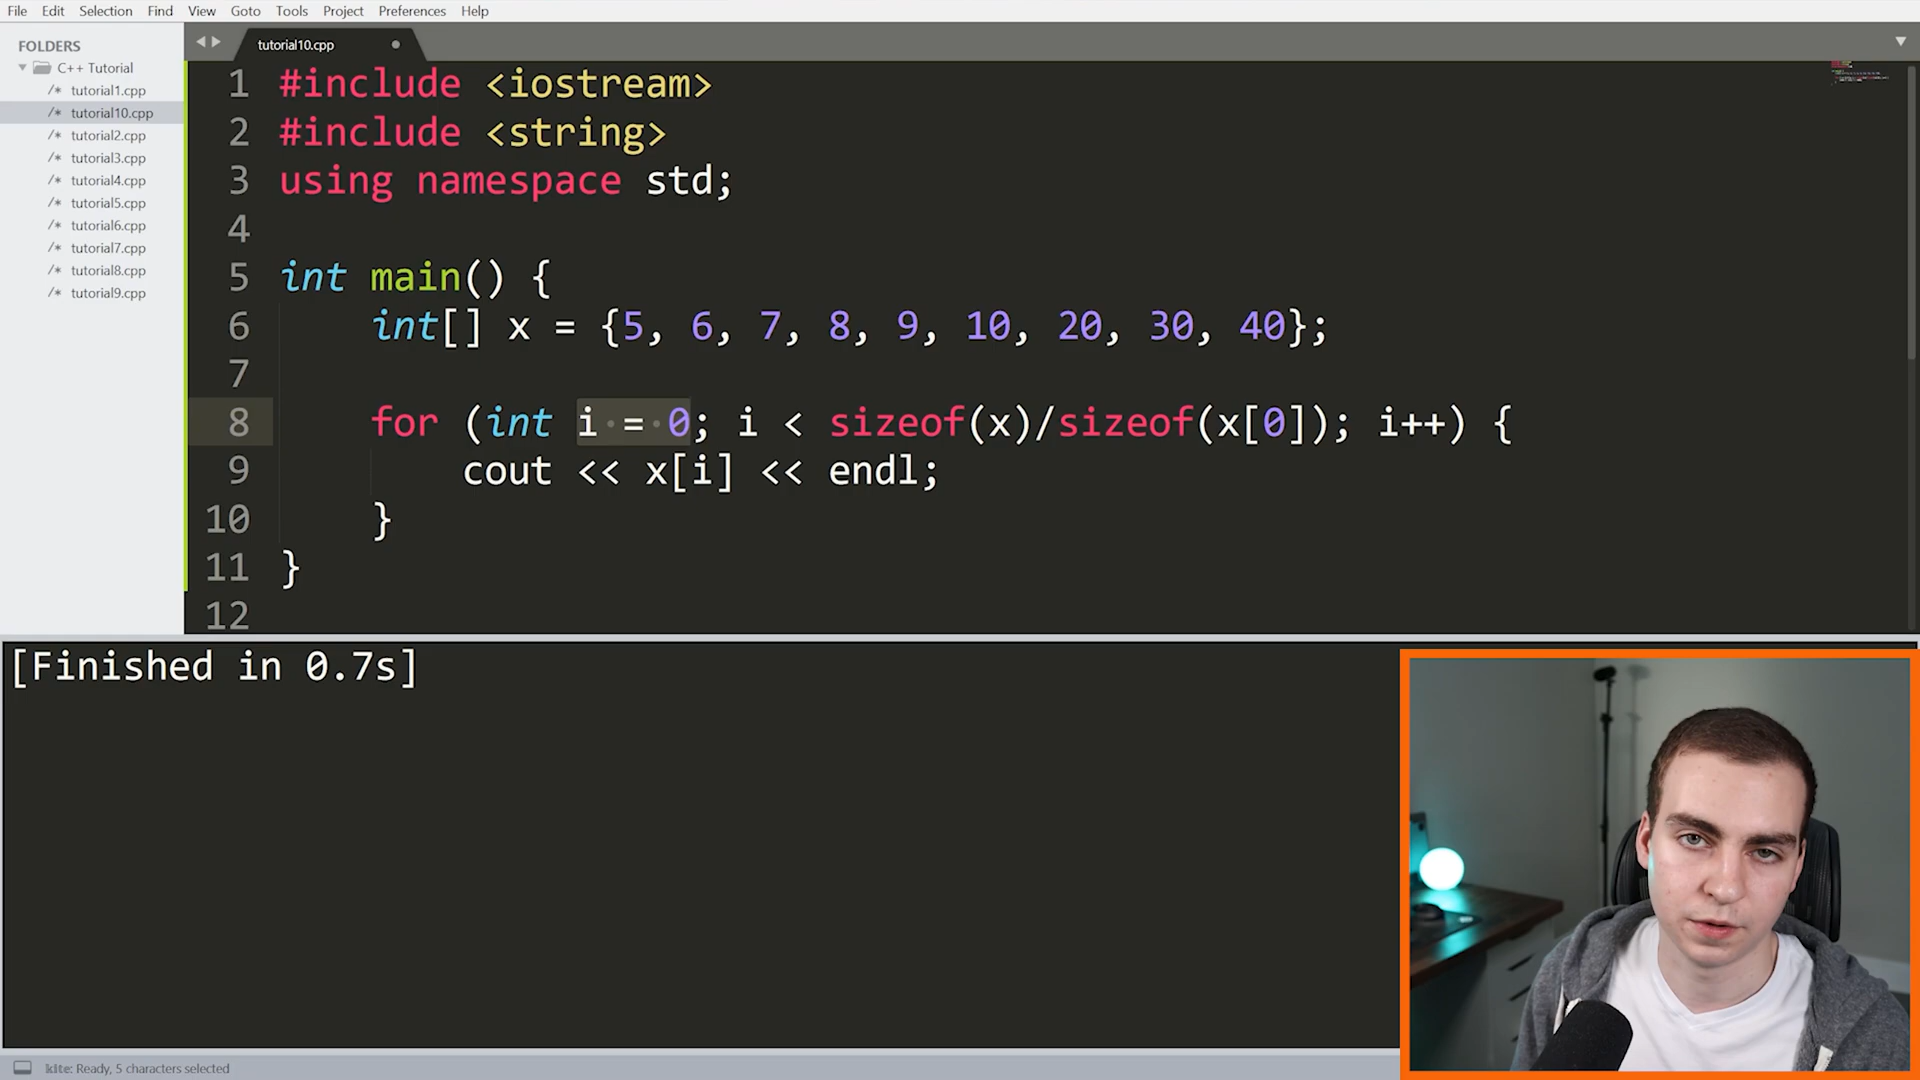 File Edit Selection Find View Goto Tools Project Preferences Help
FOLDERS
C++ Tutorial
/* tutorial1.cpp
/* tutorial10.cpp
/* tutorial2.cpp
/* tutorial3.cpp
/* tutorial4.cpp
/* tutorial5.cpp
/* tutorial6.cpp
/* tutorial7.cpp
/* tutorial8.cpp
/* tutorial9.cpp
tutorial10.cpp
1 #include <iostream>
2 #include <string>
3 using namespace std;
4
5 int main() {
6 int[] x = {5, 6, 7, 8, 9, 10, 20, 30, 40};
7
8 for (int i = 0; i < sizeof(x)/sizeof(x[0]); i++) {
9 cout << x[i] << endl;
10 }
11 }
12
[Finished in 0.7s]
kite: Ready, 5 characters selected